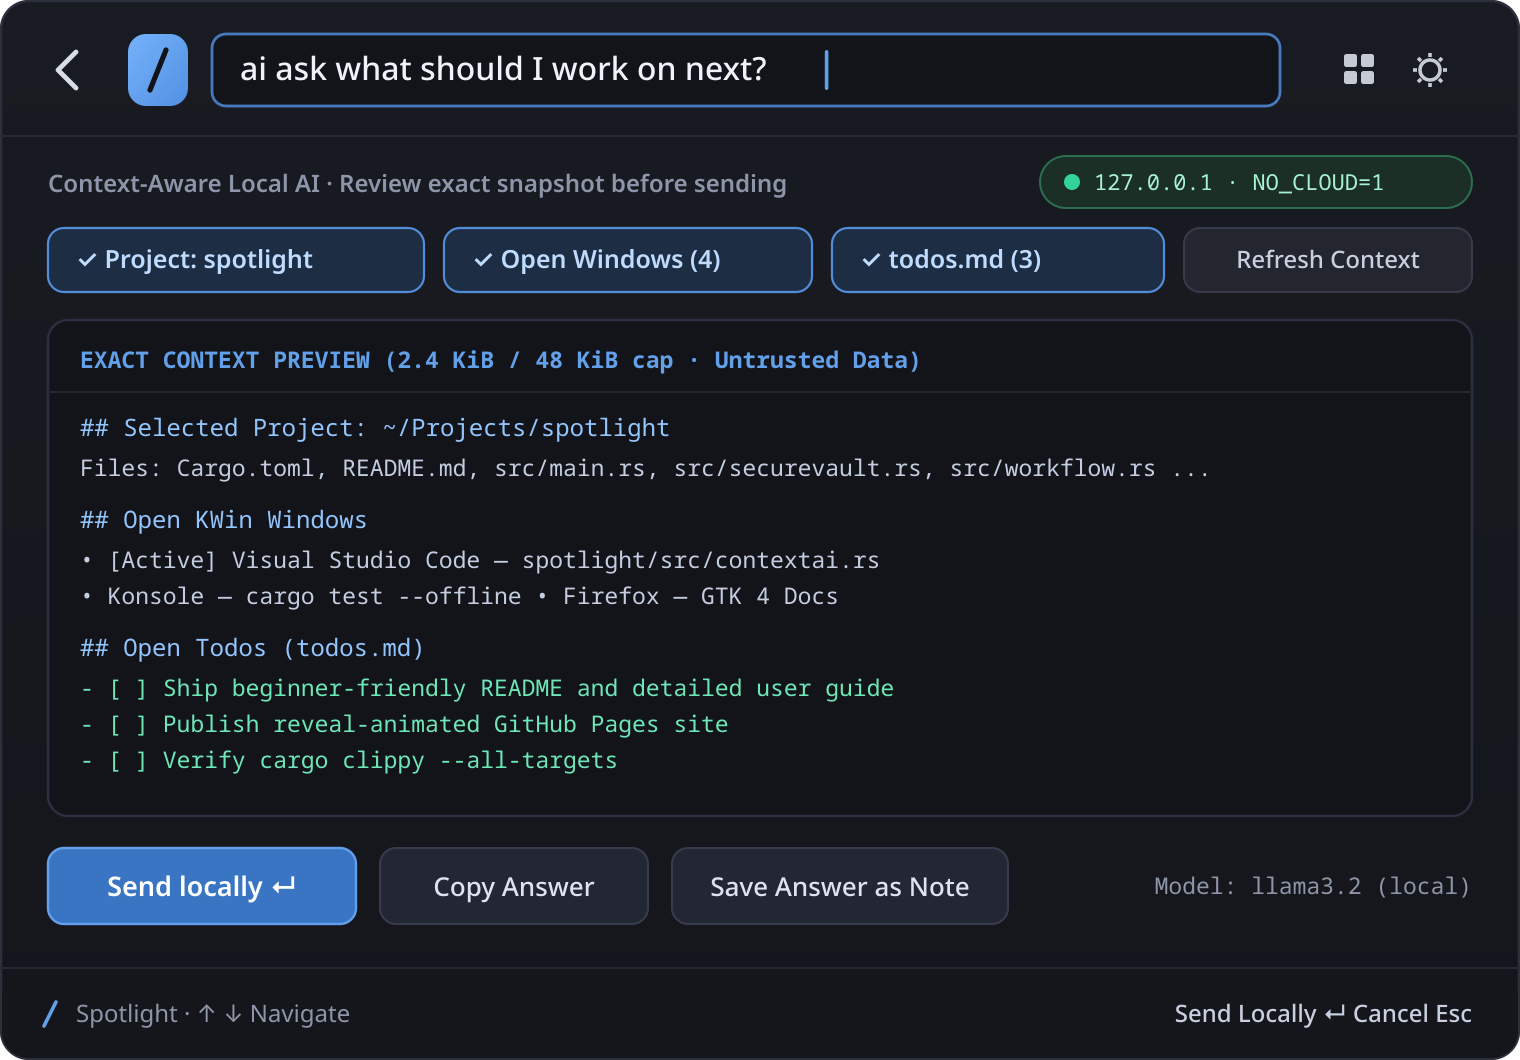 / ai ask what should I work on next?
Context-Aware Local AI · Review exact snapshot before sending
127.0.0.1 · NO_CLOUD=1
✓ Project: spotlight
✓ Open Windows (4)
✓ todos.md (3)
Refresh Context
EXACT CONTEXT PREVIEW (2.4 KiB / 48 KiB cap · Untrusted Data)
## Selected Project: ~/Projects/spotlight
Files: Cargo.toml, README.md, src/main.rs, src/securevault.rs, src/workflow.rs ...
## Open KWin Windows
• [Active] Visual Studio Code — spotlight/src/contextai.rs
• Konsole — cargo test --offline • Firefox — GTK 4 Docs
## Open Todos (todos.md)
- [ ] Ship beginner-friendly README and detailed user guide
- [ ] Publish reveal-animated GitHub Pages site
- [ ] Verify cargo clippy --all-targets
Send locally ↵
Copy Answer
Save Answer as Note
Model: llama3.2 (local)
/ Spotlight · ↑ ↓ Navigate
Send Locally ↵ Cancel Esc